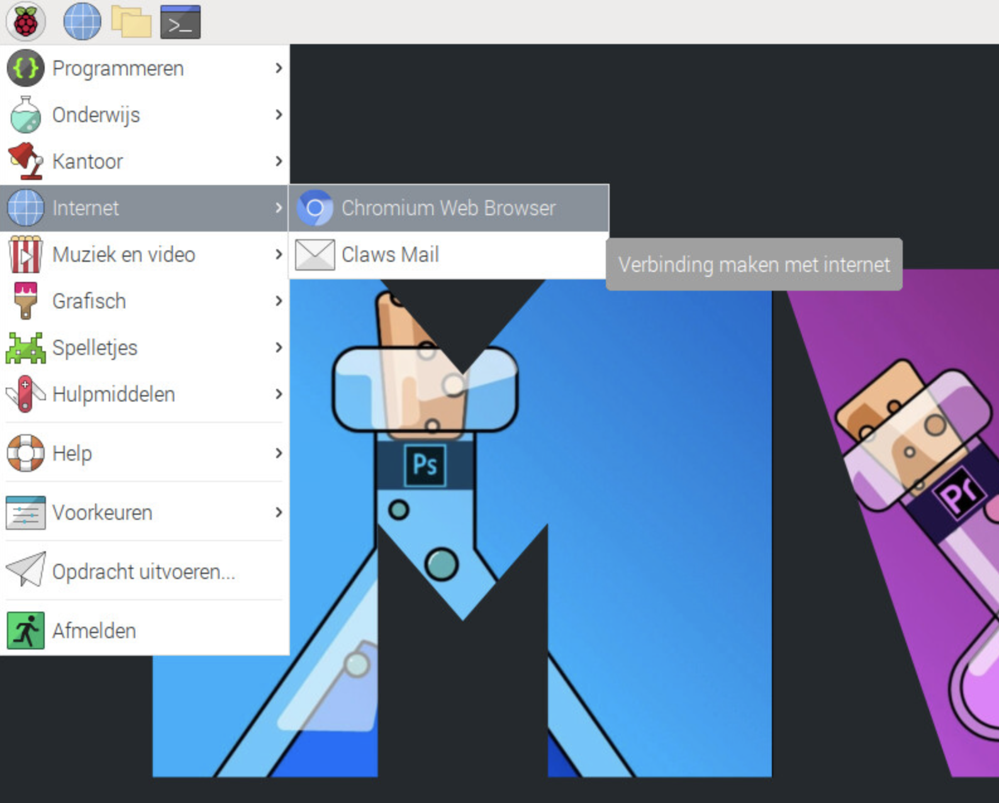 >_
Programmeren
Onderwijs
Kantoor
Internet
Chromium Web Browser
Muziek en video
Claws Mail
Verbinding maken met internet
Grafisch
Spelletjes
Hulpmiddelen
Help
Voorkeuren
Opdracht uitvoeren...
Afmelden
Ps
Pr